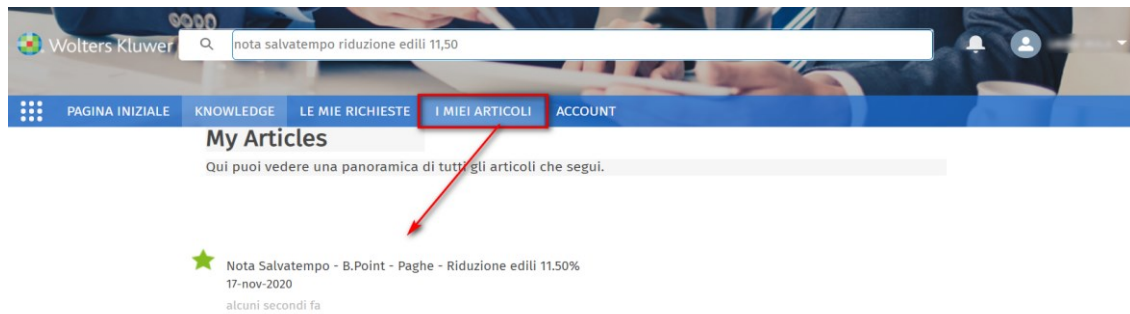 Wolters Kluwer
nota salvatempo riduzione edili 11,50
PAGINA INIZIALE KNOWLEDGE LE MIE RICHIESTE I MIEI ARTICOLI ACCOUNT
My Articles
Qui puoi vedere una panoramica di tutti gli articoli che segui.
Nota Salvatempo - B.Point - Paghe - Riduzione edili 11.50%
17-nov-2020
alcuni secondi fa